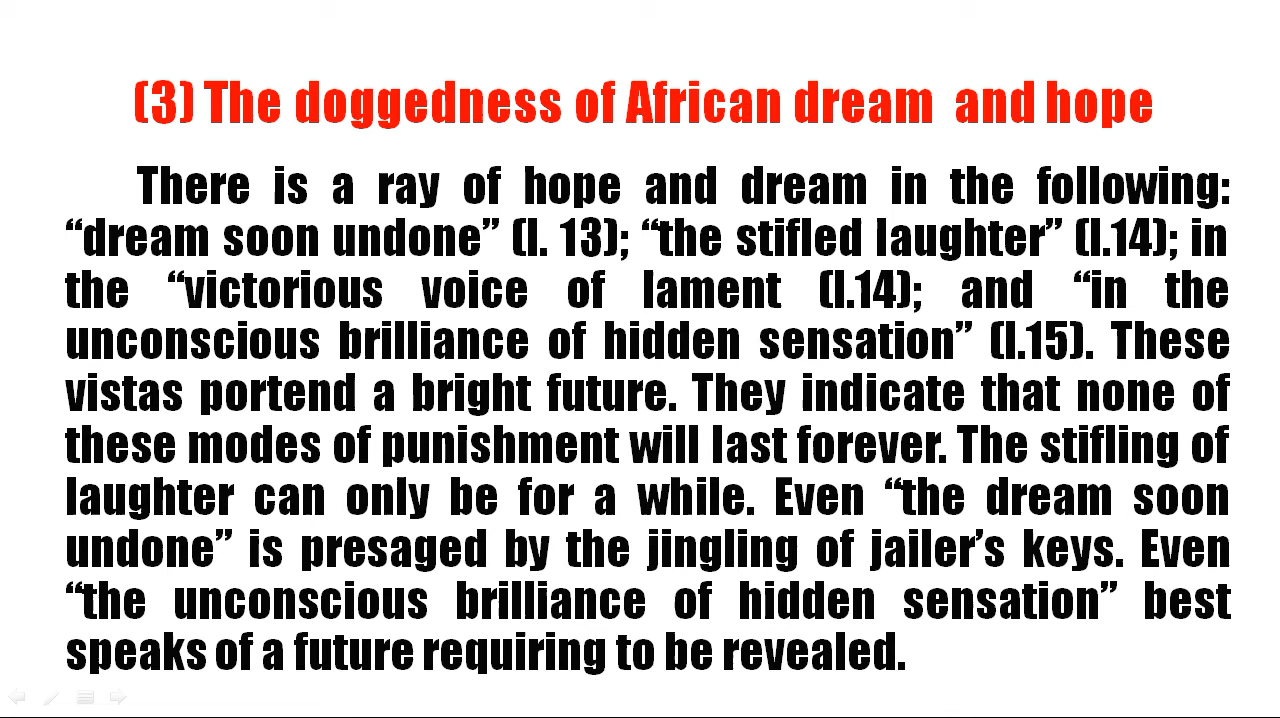 (3) The doggedness of African dream  and hope
There is a ray of hope and dream in the following:
“dream soon undone” (l. 13); “the stifled laughter” (l.14); in
the “victorious voice of lament (l.14); and “in the
unconscious brilliance of hidden sensation” (l.15). These
vistas portend a bright future. They indicate that none of
these modes of punishment will last forever. The stifling of
laughter can only be for a while. Even “the dream soon
undone” is presaged by the jingling of jailer’s keys. Even
“the unconscious brilliance of hidden sensation” best
speaks of a future requiring to be revealed.